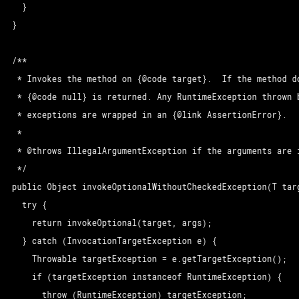 }
}
/**
* Invokes the method on {@code target}.  If the method
* {@code null} is returned. Any RuntimeException thrown
* exceptions are wrapped in an {@link AssertionError}.
*
* @throws IllegalArgumentException if the arguments are
*/
public Object invokeOptionalWithoutCheckedException(T
try {
return invokeOptional(target, args);
} catch (InvocationTargetException e) {
Throwable targetException = e.getTargetException();
if (targetException instanceof RuntimeException) {
throw (RuntimeException) targetException;